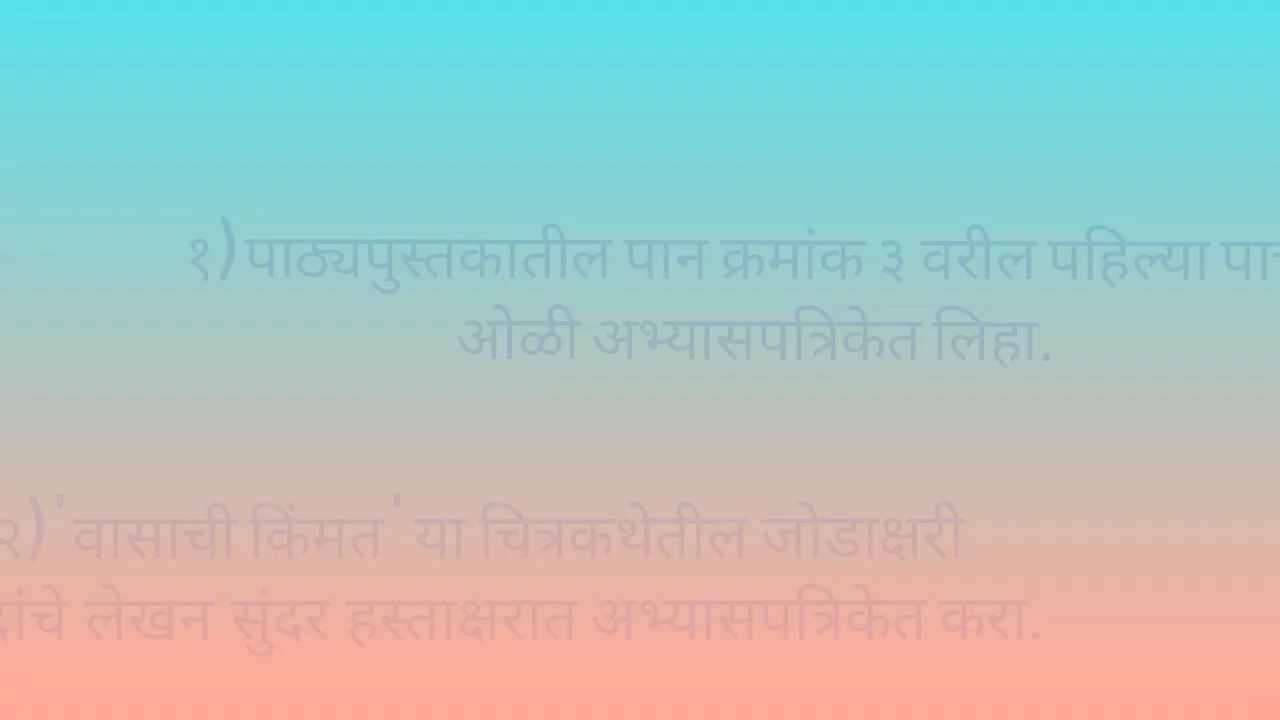 १) पाठ्यपुस्तकातील पान क्रमांक ३ वरील पहिल्या
ओळी अभ्यासपत्रिकेत लिहा.
२) 'वासाची किंमत' या चित्रकथेतील जोडाक्षरी
लेखन सुंदर हस्ताक्षरात अभ्यासपत्रिकेत करा.